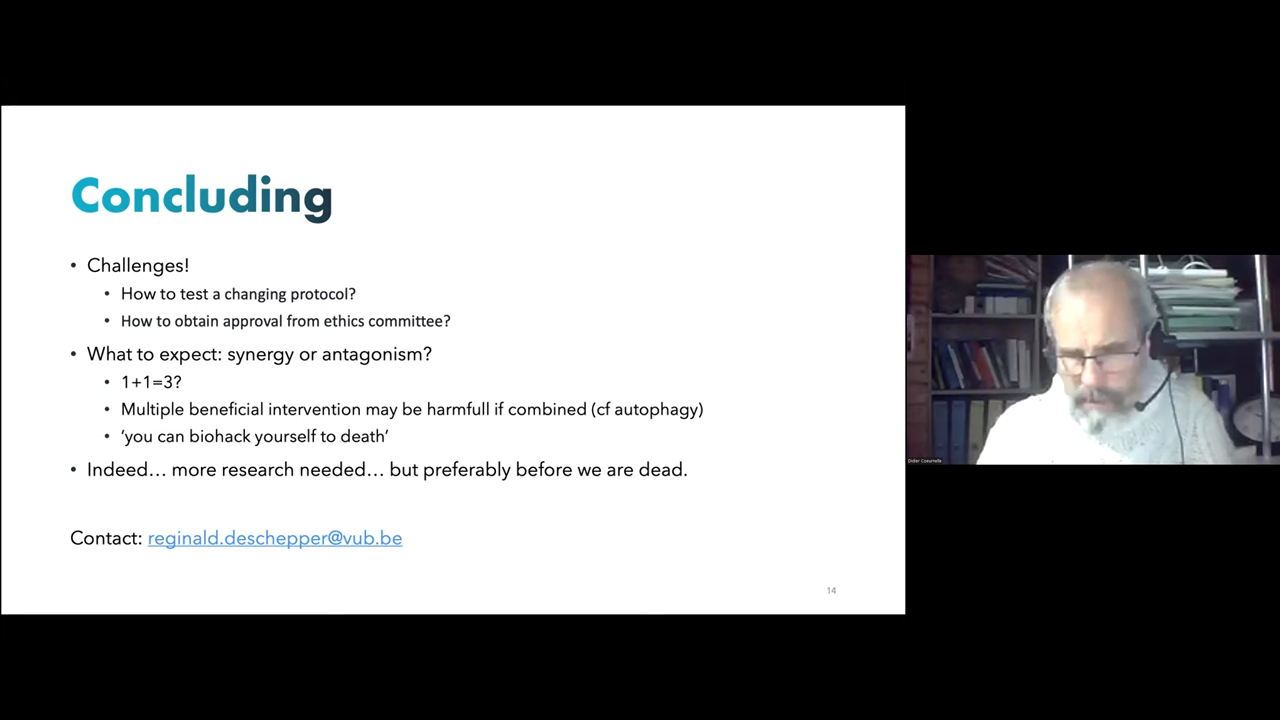 Concluding
• Challenges!
• How to test a changing protocol?
• How to obtain approval from ethics committee?
• What to expect: synergy or antagonism?
• 1+1=3?
• Multiple beneficial intervention may be harmfull if combined (cf autophagy)
• ‘you can biohack yourself to death’
• Indeed… more research needed… but preferably before we are dead.
Contact: reginald.deschepper@vub.be
14
Didier Coeurnelle